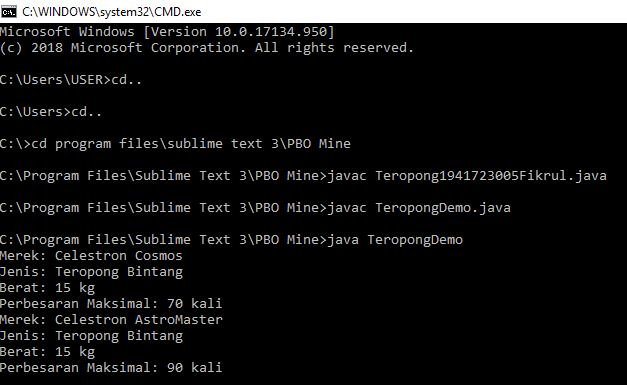 C:\WINDOWS\system32\CMD.exe
Microsoft Windows [Version 10.0.17134.950]
(c) 2018 Microsoft Corporation. All rights reserved.
C:\Users\USER>cd..
C:\Users>cd..
C:\>cd program files\sublime text 3\PBO Mine
C:\Program Files\Sublime Text 3\PBO Mine>javac Teropong1941723005Fikrul.java
C:\Program Files\Sublime Text 3\PBO Mine>javac TeropongDemo.java
C:\Program Files\Sublime Text 3\PBO Mine>java TeropongDemo
Merek: Celestron Cosmos
Jenis: Teropong Bintang
Berat: 15 kg
Perbesaran Maksimal: 70 kali
Merek: Celestron AstroMaster
Jenis: Teropong Bintang
Berat: 15 kg
Perbesaran Maksimal: 90 kali